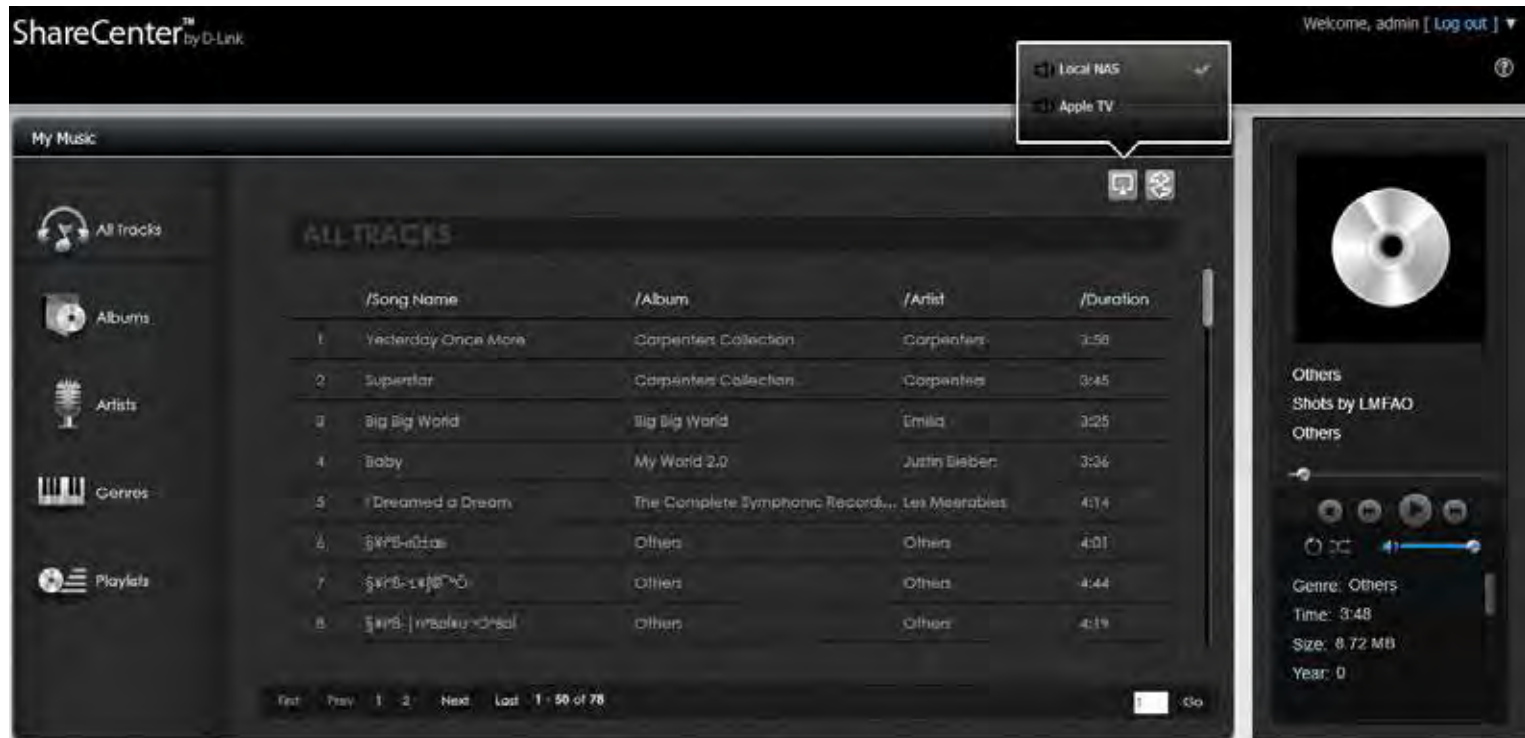 ShareCenter™ by D-Link
Welcome, admin [ Log out ] ▼
Local NAS
Apple TV
My Music
All Tracks
Albums
Artists
Genres
Playlists
ALL TRACKS
/Song Name /Album /Artist /Duration
1 Yesterday Once More Carpenters Collection Carpenters 3:58
2 Superstar Carpenters Collection Carpenters 3:45
3 Big Big World Big Big World Emilia 3:25
4 Baby My World 2.0 Justin Bieber 3:36
5 I Dreamed a Dream The Complete Symphonic Recordi... Les Meerables 4:14
6 Others Others 4:01
7 Others Others 4:44
8 Others Others 4:19
First Prev 1 2 Next Last 1 - 50 of 78
1 Go
Others
Shots by LMFAO
Others
Genre: Others
Time: 3:48
Size: 8.72 MB
Year: 0